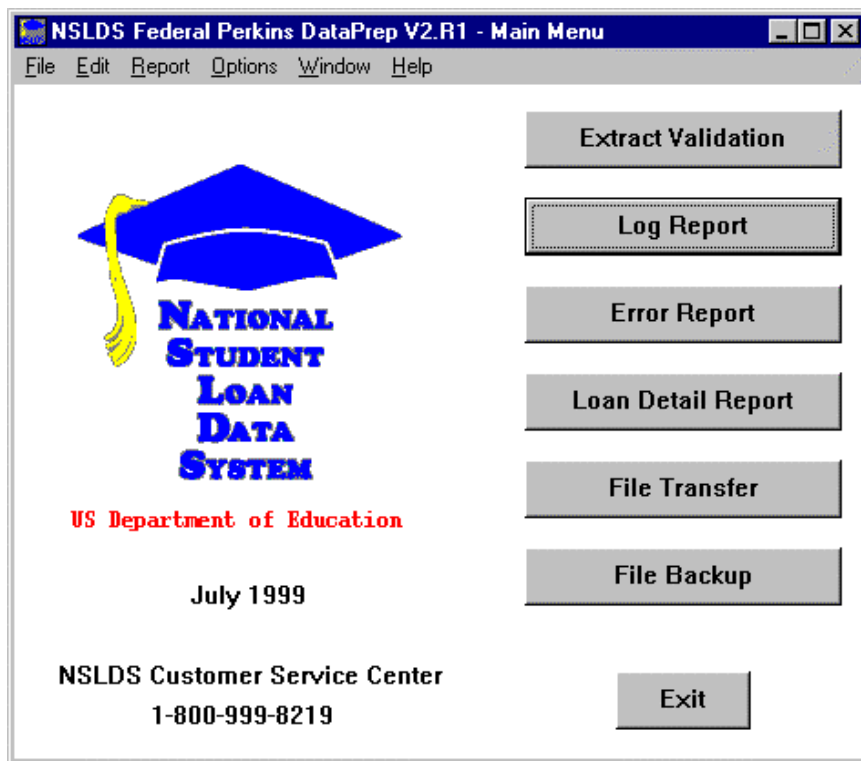 NSLDS Federal Perkins DataPrep V2.R1 - Main Menu
File Edit Report Options Window Help
Extract Validation
Log Report
Error Report
Loan Detail Report
File Transfer
File Backup
Exit
NATIONAL
STUDENT
LOAN
DATA
SYSTEM
US Department of Education
July 1999
NSLDS Customer Service Center
1-800-999-8219